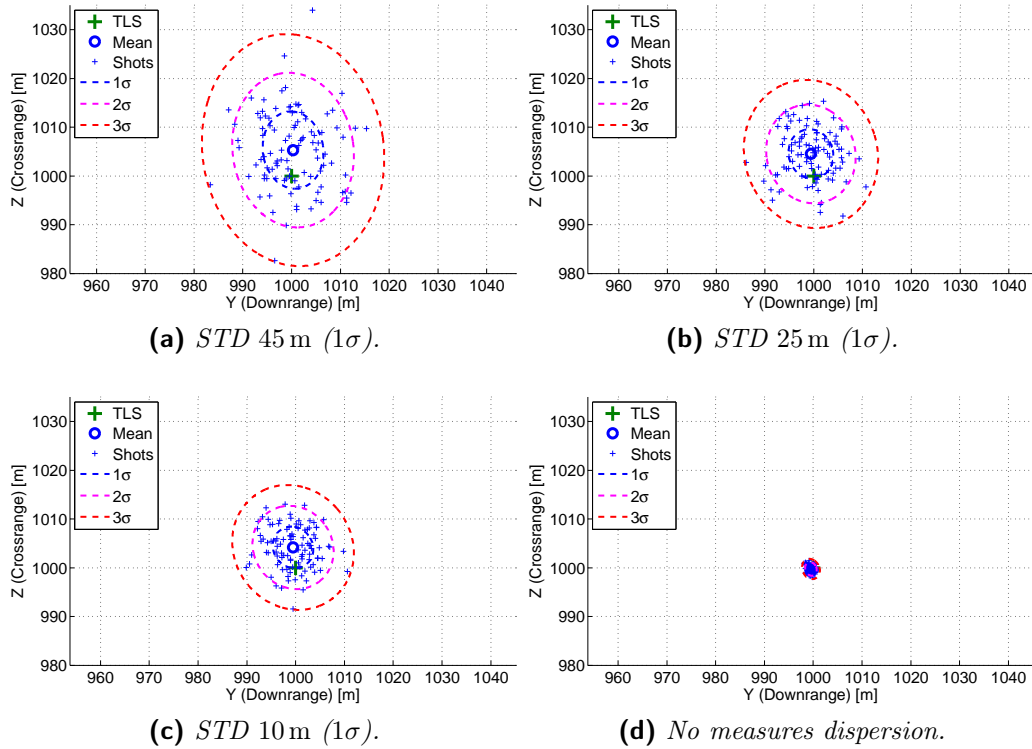 1030
1020
1010
1000
990
980
Z (Crossrange) [m]
TLS
Mean
Shots
1σ
2σ
3σ
960 970 980 990 1000 1010 1020 1030 1040
Y (Downrange) [m]
(a) STD 45 m (1σ).
1030
1020
1010
1000
990
980
Z (Crossrange) [m]
TLS
Mean
Shots
1σ
2σ
3σ
960 970 980 990 1000 1010 1020 1030 1040
Y (Downrange) [m]
(b) STD 25 m (1σ).
1030
1020
1010
1000
990
980
Z (Crossrange) [m]
TLS
Mean
Shots
1σ
2σ
3σ
960 970 980 990 1000 1010 1020 1030 1040
Y (Downrange) [m]
(c) STD 10 m (1σ).
1030
1020
1010
1000
990
980
Z (Crossrange) [m]
TLS
Mean
Shots
1σ
2σ
3σ
960 970 980 990 1000 1010 1020 1030 1040
Y (Downrange) [m]
(d) No measures dispersion.